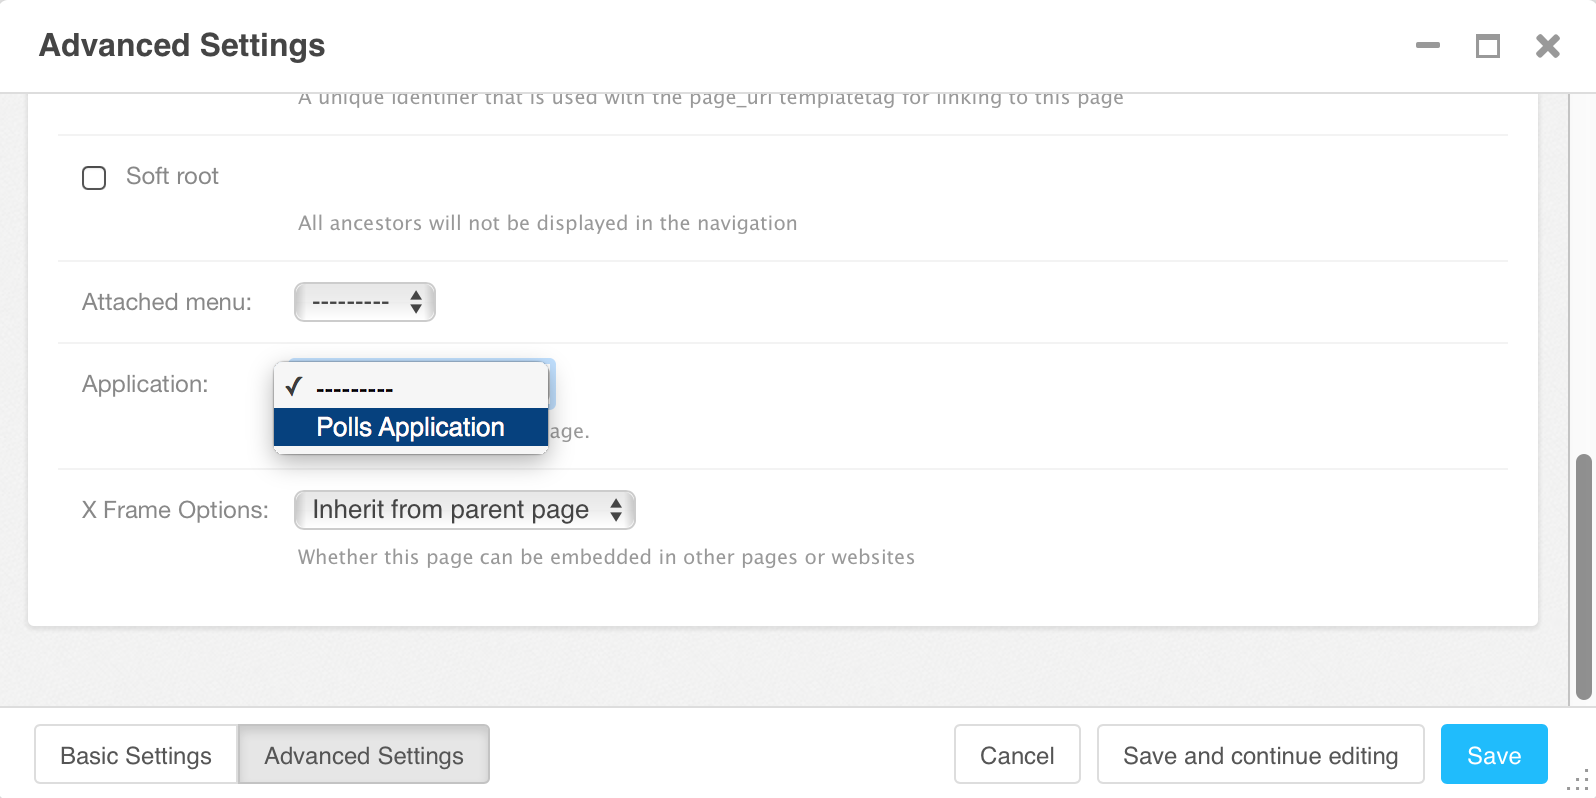 Advanced Settings
A unique identifier that is used with the page_url templatetag for linking to this page
Soft root
All ancestors will not be displayed in the navigation
Attached menu: ---------
Application: ---------
Polls Application
age.
X Frame Options: Inherit from parent page
Whether this page can be embedded in other pages or websites
Basic Settings Advanced Settings Cancel Save and continue editing Save